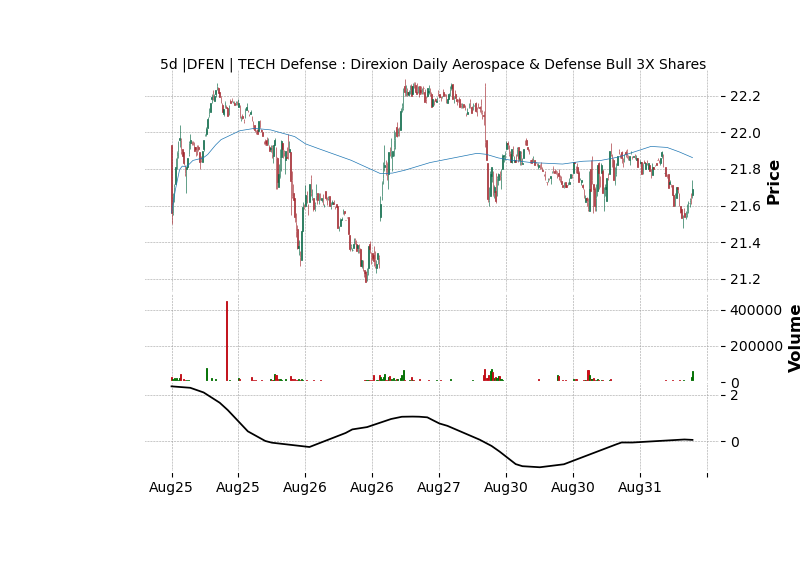 5d |DFEN | TECH Defense : Direxion Daily Aerospace & Defense Bull 3X Shares
22.2
22.0
21.8
21.6
21.4
21.2
Price
400000
200000
0
Volume
2
0
Aug25 Aug25 Aug26 Aug26 Aug27 Aug30 Aug30 Aug31